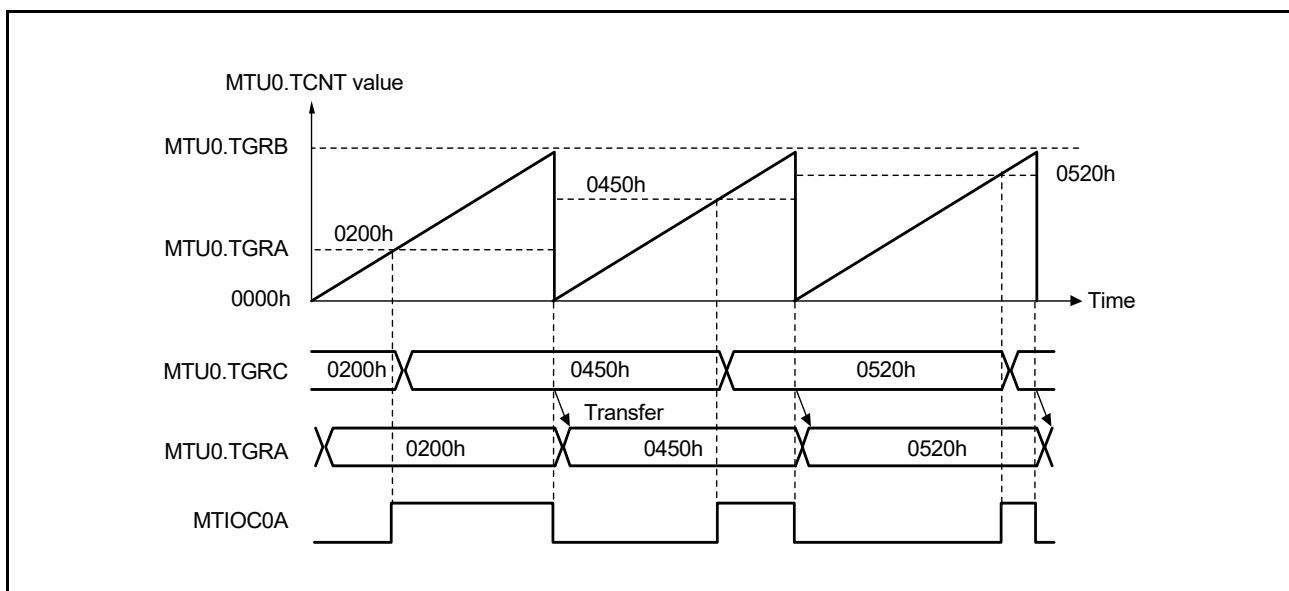 MTU0.TCNT value
MTU0.TGRB
0520h
0450h
0200h
MTU0.TGRA
0000h
Time
MTU0.TGRC 0200h 0450h 0520h
Transfer
MTU0.TGRA 0200h 0450h 0520h
MTIOC0A